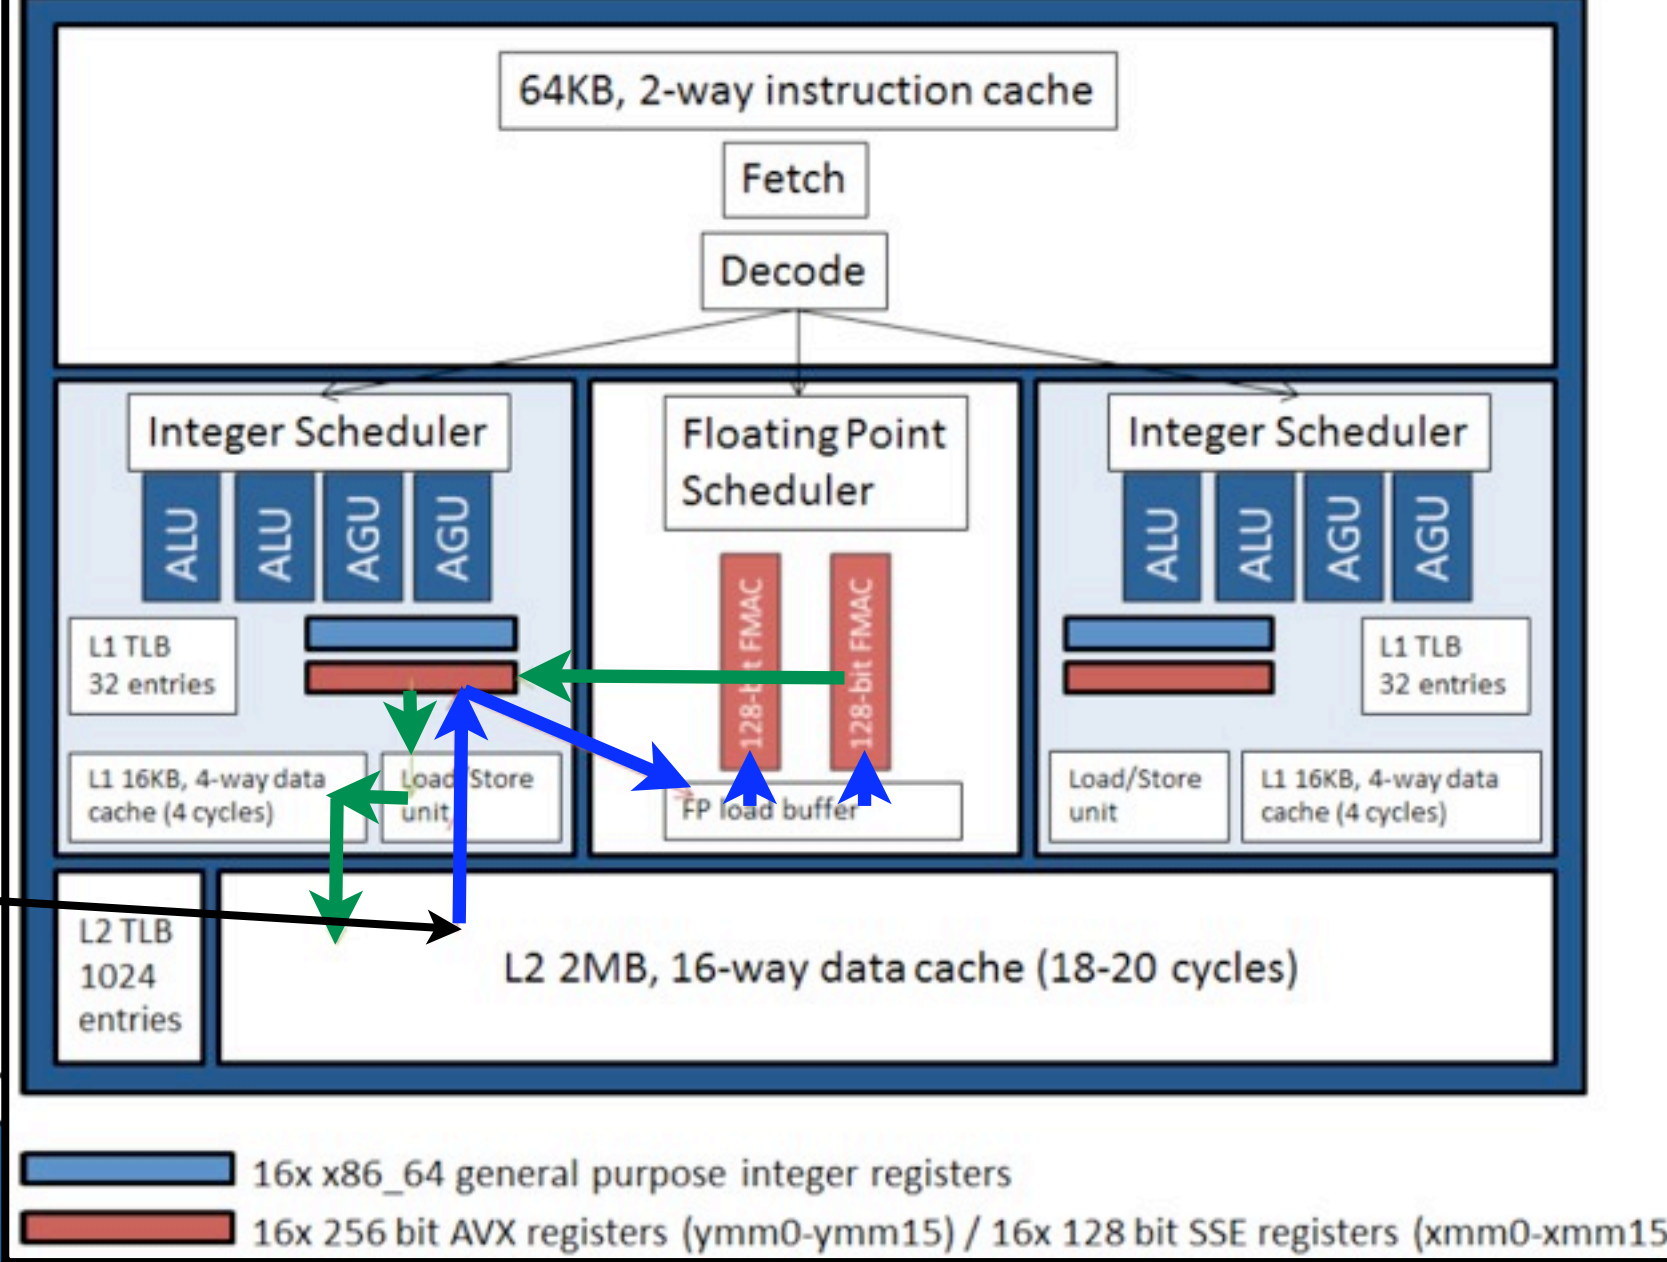 64KB, 2-way instruction cache
Fetch
Decode
Integer Scheduler
ALU
ALU
AGU
AGU
L1 TLB
32 entries
L1 16KB, 4-way data
cache (4 cycles)
Load/Store
unit
Floating Point
Scheduler
128-bit FMAC
128-bit FMAC
FP load buffer
Integer Scheduler
ALU
ALU
AGU
AGU
L1 TLB
32 entries
Load/Store
unit
L1 16KB, 4-way data
cache (4 cycles)
L2 TLB
1024
entries
L2 2MB, 16-way data cache (18-20 cycles)
16x x86_64 general purpose integer registers
16x 256 bit AVX registers (ymm0-ymm15) / 16x 128 bit SSE registers (xmm0-xmm15